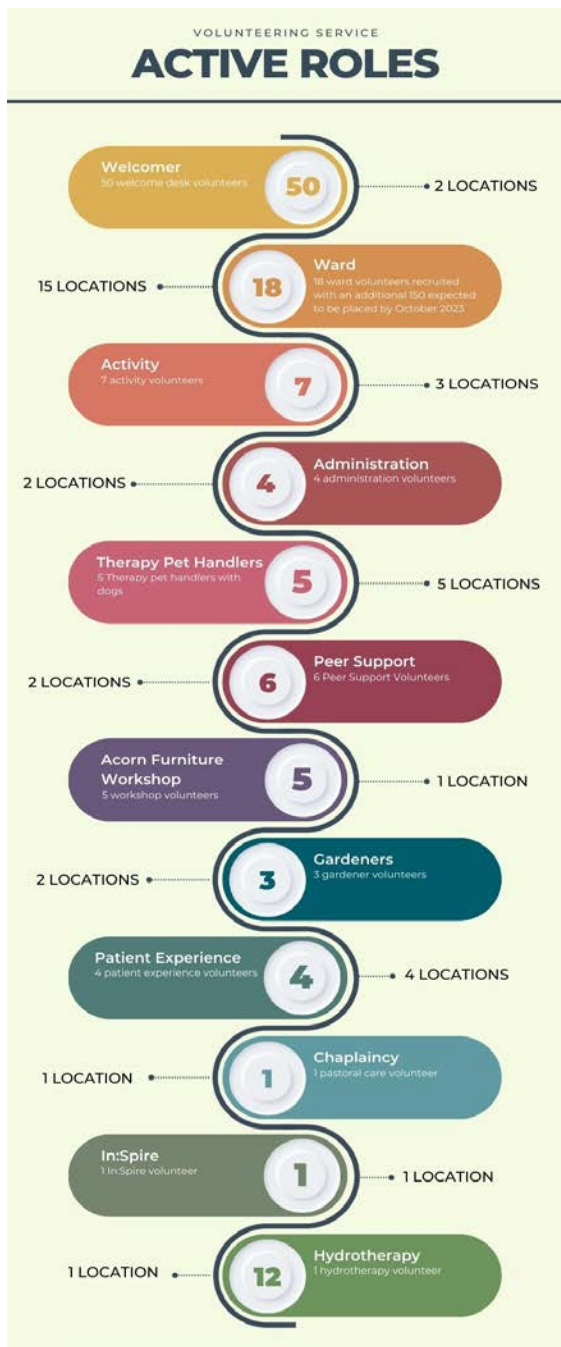 VOLUNTEERING SERVICE
ACTIVE ROLES
Welcomer
50 welcome desk volunteers
50
2 LOCATIONS
15 LOCATIONS
18
Ward
18 ward volunteers recruited
with an additional 150 expected
to be placed by October 2023
Activity
7 activity volunteers
7
3 LOCATIONS
2 LOCATIONS
4
Administration
4 administration volunteers
Therapy Pet Handlers
5 Therapy pet handlers with
dogs
5
5 LOCATIONS
2 LOCATIONS
6
Peer Support
6 Peer Support Volunteers
Acorn Furniture
Workshop
5 workshop volunteers
5
1 LOCATION
2 LOCATIONS
3
Gardeners
3 gardener volunteers
Patient Experience
4 patient experience volunteers
4
4 LOCATIONS
1 LOCATION
1
Chaplaincy
1 pastoral care volunteer
In:Spire
1 In:Spire volunteer
1
1 LOCATION
1 LOCATION
12
Hydrotherapy
1 hydrotherapy volunteer